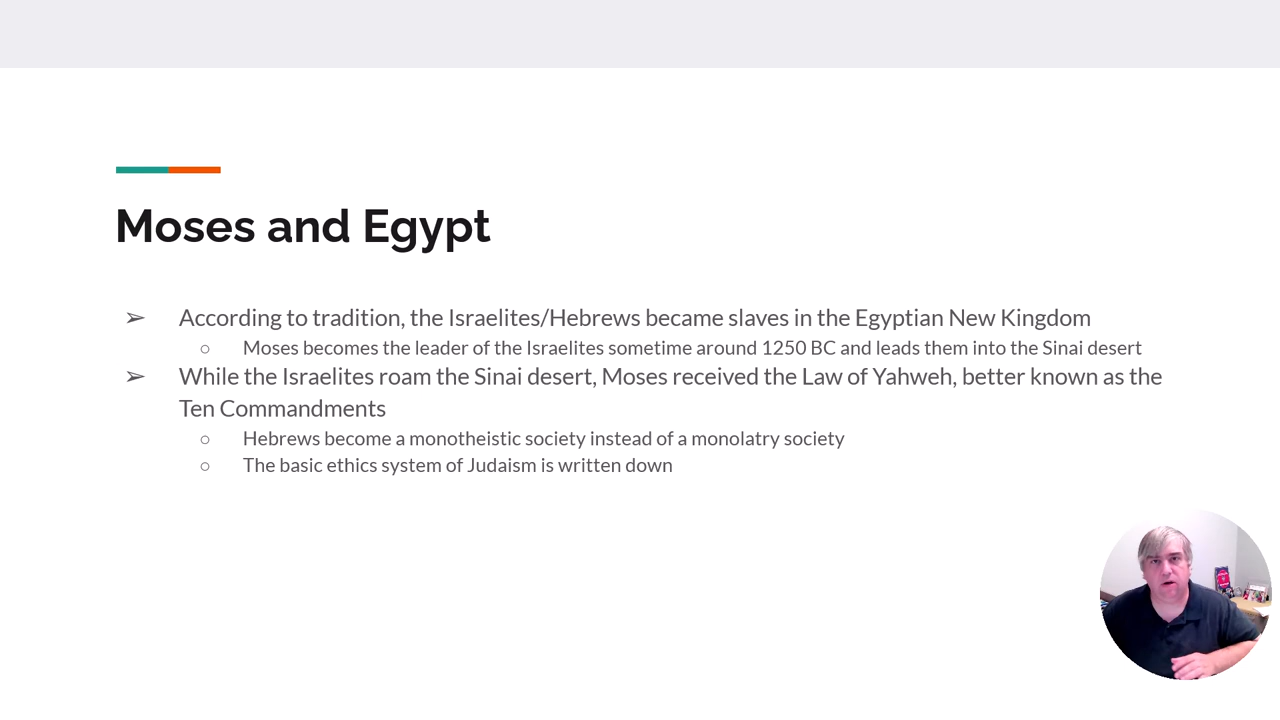 Moses and Egypt
➢ According to tradition, the Israelites/Hebrews became slaves in the Egyptian New Kingdom
○ Moses becomes the leader of the Israelites sometime around 1250 BC and leads them into the Sinai desert
➢ While the Israelites roam the Sinai desert, Moses received the Law of Yahweh, better known as the
Ten Commandments
○ Hebrews become a monotheistic society instead of a monolatry society
○ The basic ethics system of Judaism is written down